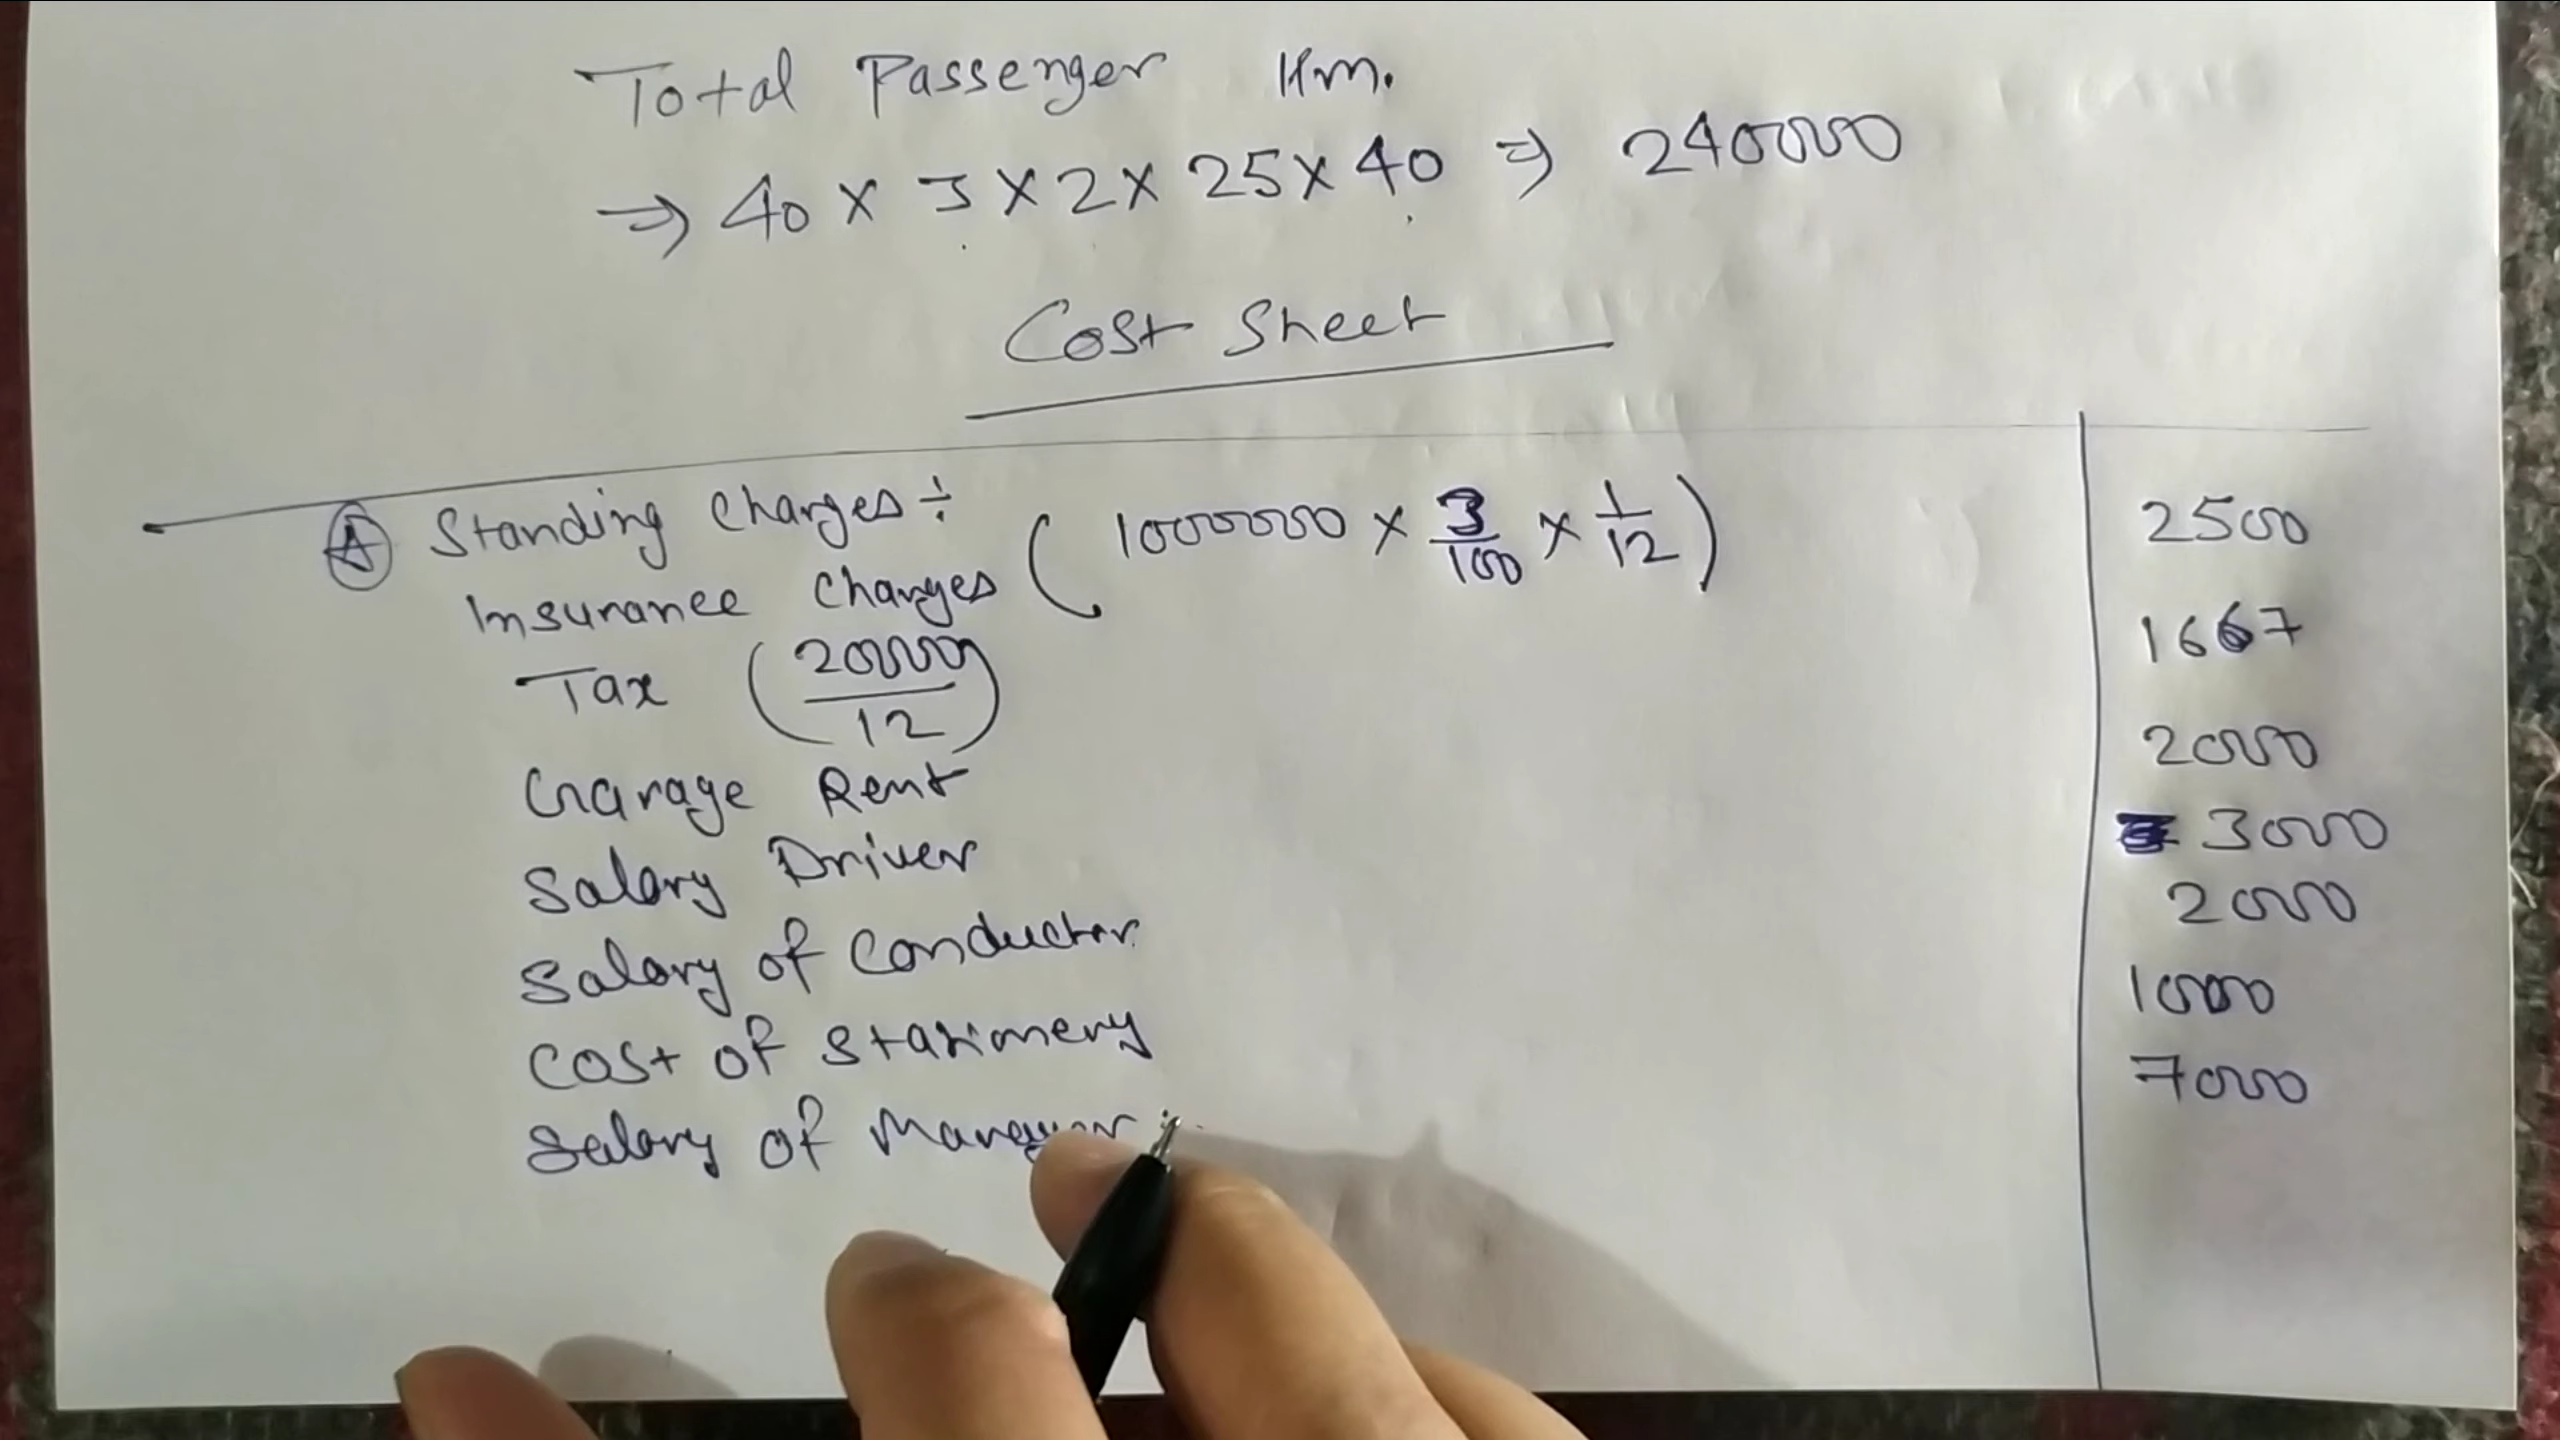 Total Passenger Km.
⇒ 40 × 3 × 2 × 25 × 40 ⇒ 240000
Cost Sheet
(A) Standing Charges ÷
Insurance Charges ( 1000000 × 3/100 × 1/12 ) 2500
Tax ( 20000/12 ) 1667
Garage Rent 2000
Salary Driver 3000
Salary of Conductor 2000
Cost of Stationery 1000
Salary of Manager 7000